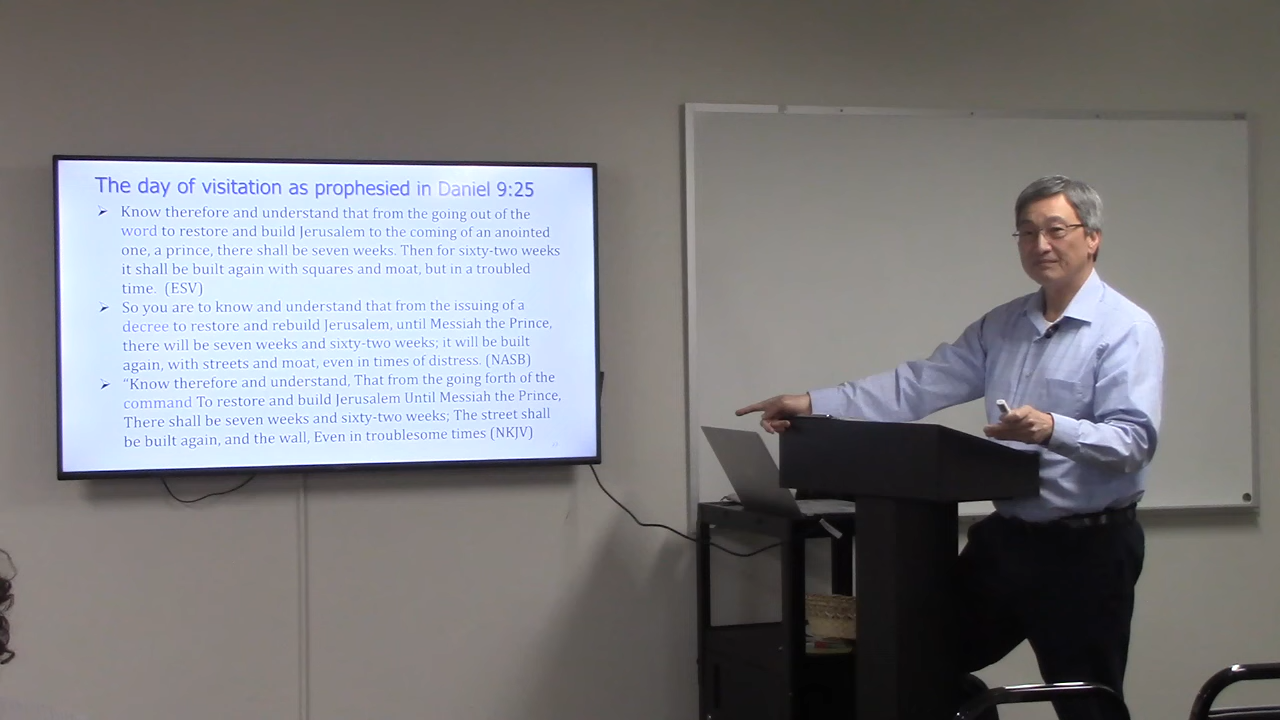 The day of visitation as prophesied in Daniel 9:25
➢ Know therefore and understand that from the going out of the
word to restore and build Jerusalem to the coming of an anointed
one, a prince, there shall be seven weeks. Then for sixty-two weeks
it shall be built again with squares and moat, but in a troubled
time. (ESV)
➢ So you are to know and understand that from the issuing of a
decree to restore and rebuild Jerusalem, until Messiah the Prince,
there will be seven weeks and sixty-two weeks; it will be built
again, with streets and moat, even in times of distress. (NASB)
➢ “Know therefore and understand, That from the going forth of the
command To restore and build Jerusalem Until Messiah the Prince,
There shall be seven weeks and sixty-two weeks; The street shall
be built again, and the wall, Even in troublesome times (NKJV)